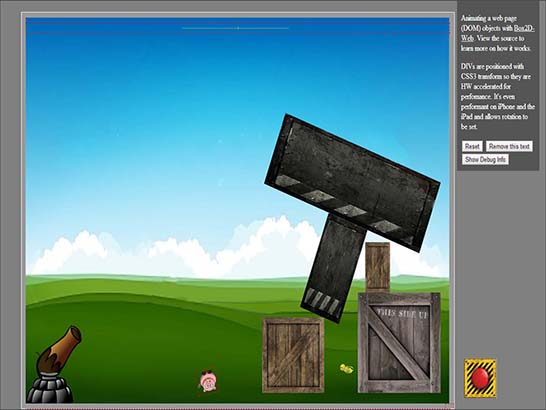 Animating a web page
(DOM) objects with Box2D-
Web. View the source to
learn more on how it works.
DIVs are positioned with
CSS3 transform so they are
HW accelerated for
perfomance. It's even
performant on iPhone and the
iPad and allows rotation to
be set.
Reset
Remove this text
Show Debug Info
THIS SIDE UP